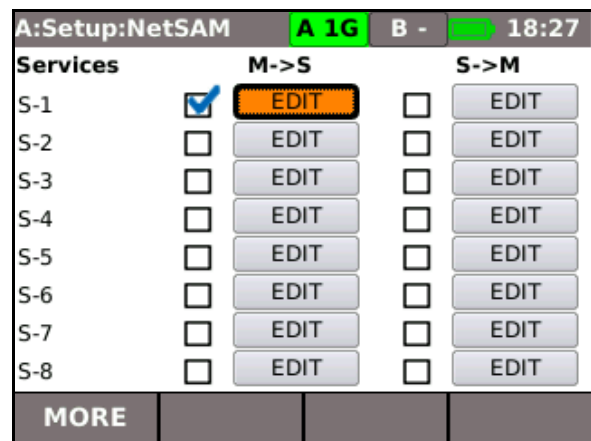 A:Setup:NetSAM A 1G B - 18:27
Services M->S S->M
S-1 EDIT EDIT
S-2 EDIT EDIT
S-3 EDIT EDIT
S-4 EDIT EDIT
S-5 EDIT EDIT
S-6 EDIT EDIT
S-7 EDIT EDIT
S-8 EDIT EDIT
MORE